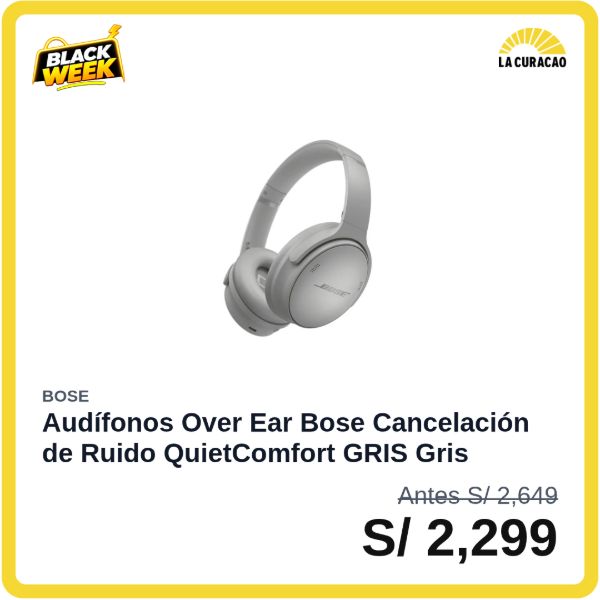 BLACK
WEEK
LA CURACAO
BOSE
BOSE
Audífonos Over Ear Bose Cancelación
de Ruido QuietComfort GRIS Gris
Antes S/ 2,649
S/ 2,299